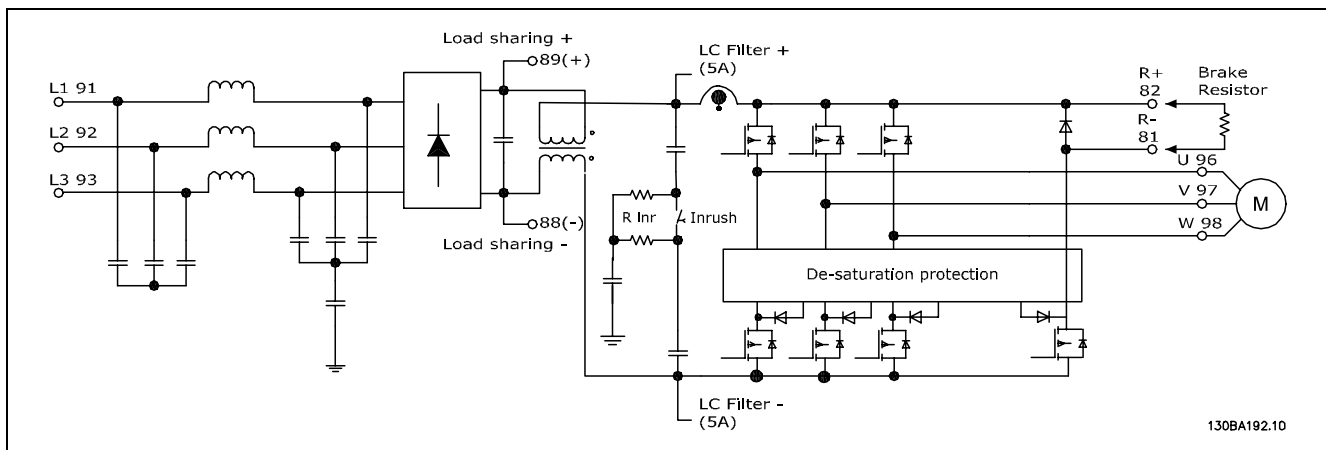 Load sharing +
89(+)
LC Filter +
(5A)
R+
82
Brake
Resistor
L1 91
L2 92
L3 93
R-
81
U 96
V 97
W 98
M
R Inr
Inrush
88(-)
Load sharing -
De-saturation protection
LC Filter -
(5A)
130BA192.10